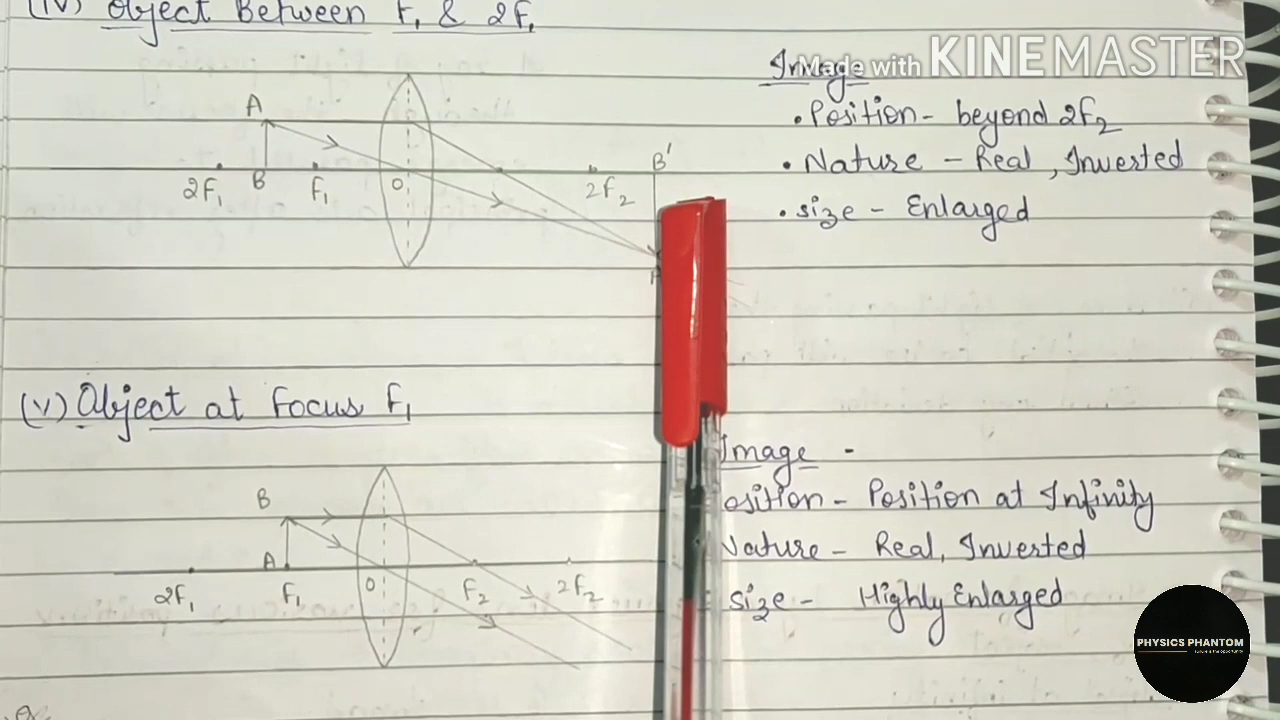 (iv) Object Between F₁ & 2F₁
Made with KINEMASTER
Image
• Position - beyond 2F₂
• Nature - Real, Inverted
• Size - Enlarged
A
2F₁ B F₁ O 2F₂ B'
A
(V) Object at Focus F₁
Image -
osition - Position at Infinity
Nature - Real, Inverted
size - Highly Enlarged
B
A
2F₁ F₁ O F₂ 2F₂
PHYSICS PHANTOM